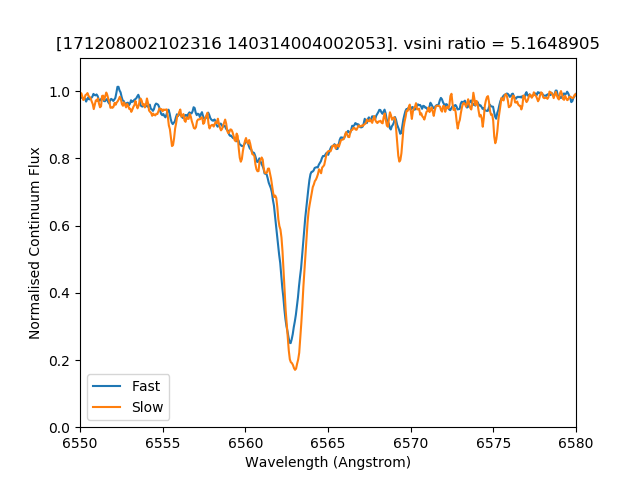 [171208002102316 140314004002053]. vsini ratio = 5.1648905
Normalised Continuum Flux
1.0
0.8
0.6
0.4
0.2
0.0
Fast
Slow
6550 6555 6560 6565 6570 6575 6580
Wavelength (Angstrom)